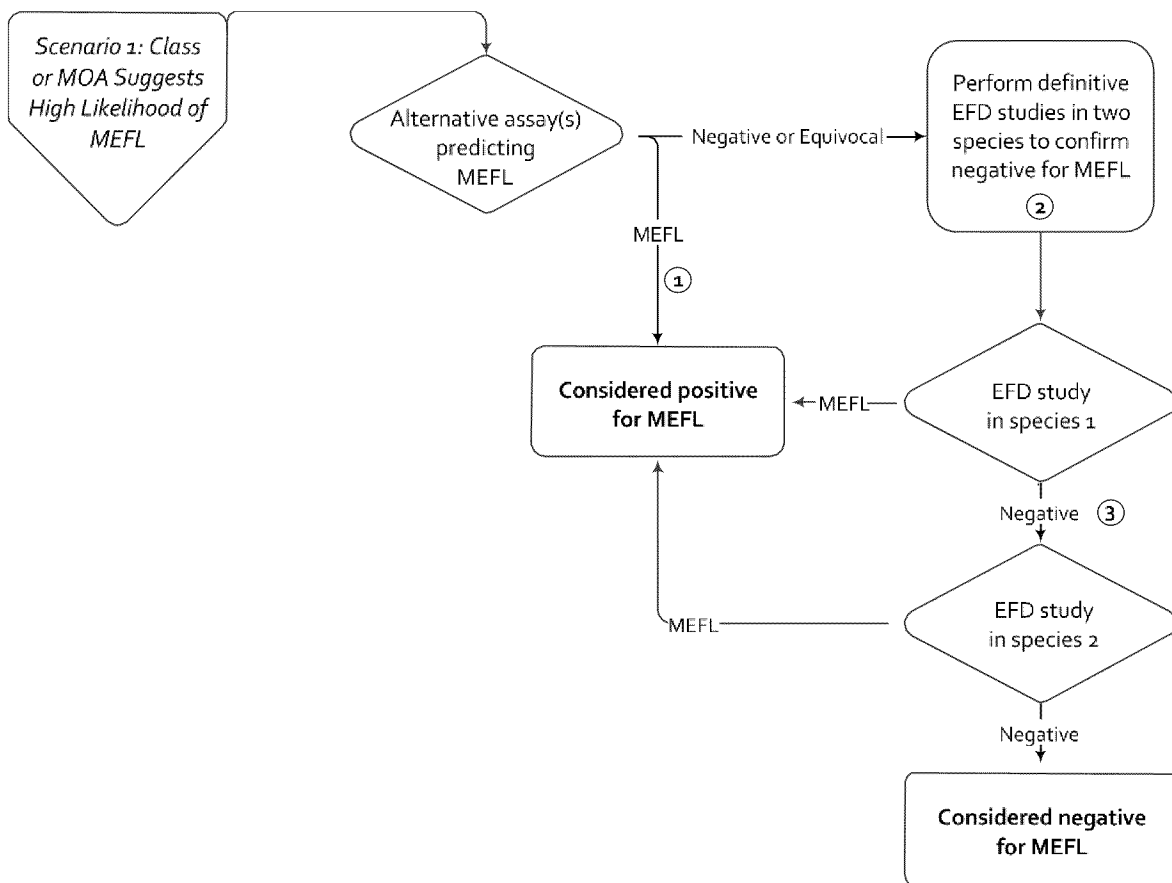 Scenario 1: Class
or MOA Suggests
High Likelihood of
MEFL
Alternative assay(s)
predicting
MEFL
Negative or Equivocal
Perform definitive
EFD studies in two
species to confirm
negative for MEFL
2
MEFL
1
Considered positive
for MEFL
MEFL
EFD study
in species 1
Negative
3
MEFL
EFD study
in species 2
Negative
Considered negative
for MEFL